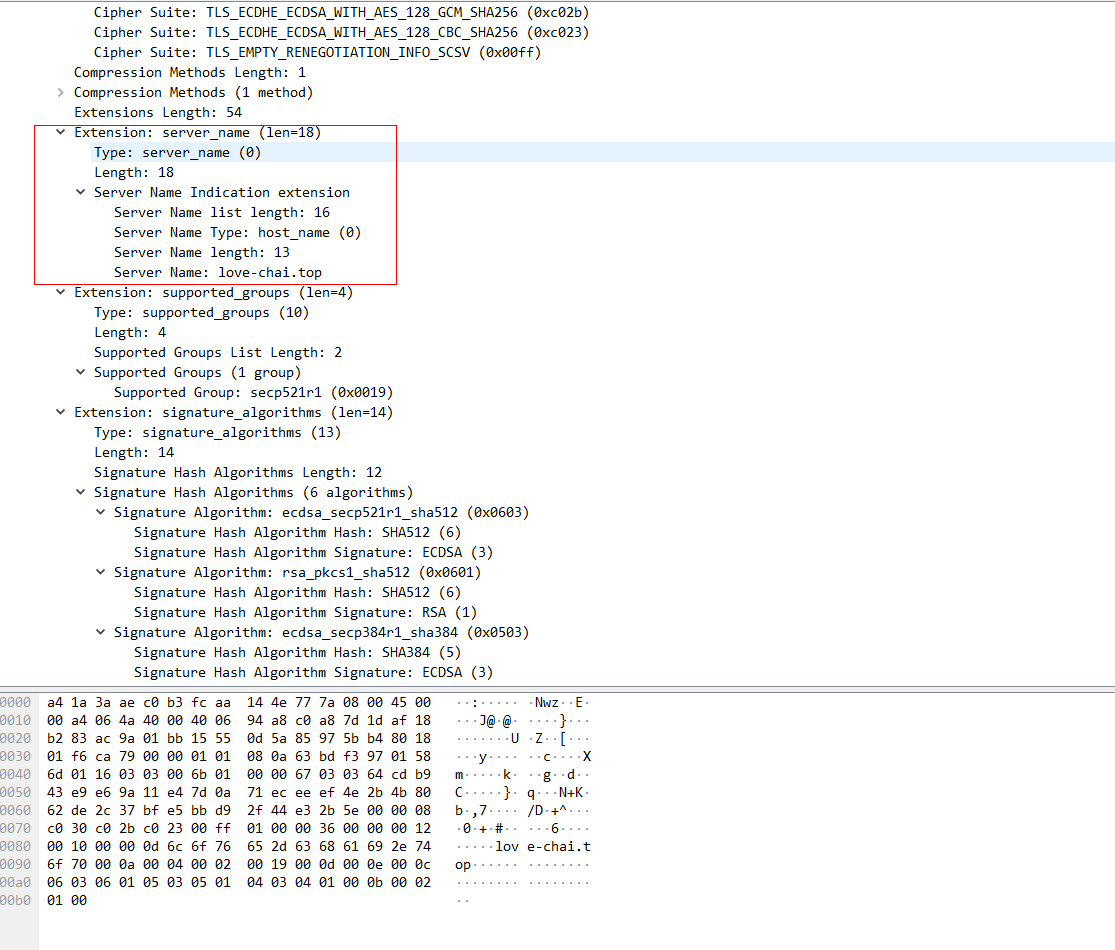 Cipher Suite: TLS_ECDHE_ECDSA_WITH_AES_128_GCM_SHA256 (0xc02b)
Cipher Suite: TLS_ECDHE_ECDSA_WITH_AES_128_CBC_SHA256 (0xc023)
Cipher Suite: TLS_EMPTY_RENEGOTIATION_INFO_SCSV (0x00ff)
Compression Methods Length: 1
Compression Methods (1 method)
Extensions Length: 54
Extension: server_name (len=18)
Type: server_name (0)
Length: 18
Server Name Indication extension
Server Name list length: 16
Server Name Type: host_name (0)
Server Name length: 13
Server Name: love-chai.top
Extension: supported_groups (len=4)
Type: supported_groups (10)
Length: 4
Supported Groups List Length: 2
Supported Groups (1 group)
Supported Group: secp521r1 (0x0019)
Extension: signature_algorithms (len=14)
Type: signature_algorithms (13)
Length: 14
Signature Hash Algorithms Length: 12
Signature Hash Algorithms (6 algorithms)
Signature Algorithm: ecdsa_secp521r1_sha512 (0x0603)
Signature Hash Algorithm Hash: SHA512 (6)
Signature Hash Algorithm Signature: ECDSA (3)
Signature Algorithm: rsa_pkcs1_sha512 (0x0601)
Signature Hash Algorithm Hash: SHA512 (6)
Signature Hash Algorithm Signature: RSA (1)
Signature Algorithm: ecdsa_secp384r1_sha384 (0x0503)
Signature Hash Algorithm Hash: SHA384 (5)
Signature Hash Algorithm Signature: ECDSA (3)
0000 a4 1a 3a ae c0 b3 fc aa 14 4e 77 7a 08 00 45 00 ··:····· ·Nwz··E·
0010 00 a4 06 4a 40 00 40 06 94 a8 c0 a8 7d 1d af 18 ···J@·@· ····}···
0020 b2 83 ac 9a 01 bb 15 55 0d 5a 85 97 5b b4 80 18 ·······U ·Z··[···
0030 01 f6 ca 79 00 00 01 01 08 0a 63 bd f3 97 01 58 ···y···· ··c····X
0040 6d 01 16 03 03 00 6b 01 00 00 67 03 03 64 cd b9 m·····k· ··g··d··
0050 43 e9 e6 9a 11 e4 7d 0a 71 ec ee ef 4e 2b 4b 80 C·····}· q···N+K·
0060 62 de 2c 37 bf e5 bb d9 2f 44 e3 2b 5e 00 00 08 b·,7···· /D·+^···
0070 c0 30 c0 2b c0 23 00 ff 01 00 00 36 00 00 00 12 ·0·+·#·· ···6····
0080 00 10 00 00 0d 6c 6f 76 65 2d 63 68 61 69 2e 74 ·····lov e-chai.t
0090 6f 70 00 0a 00 04 00 02 00 19 00 0d 00 0e 00 0c op······ ········
00a0 06 03 06 01 05 03 05 01 04 03 04 01 00 0b 00 02 ········ ········
00b0 01 00 ··